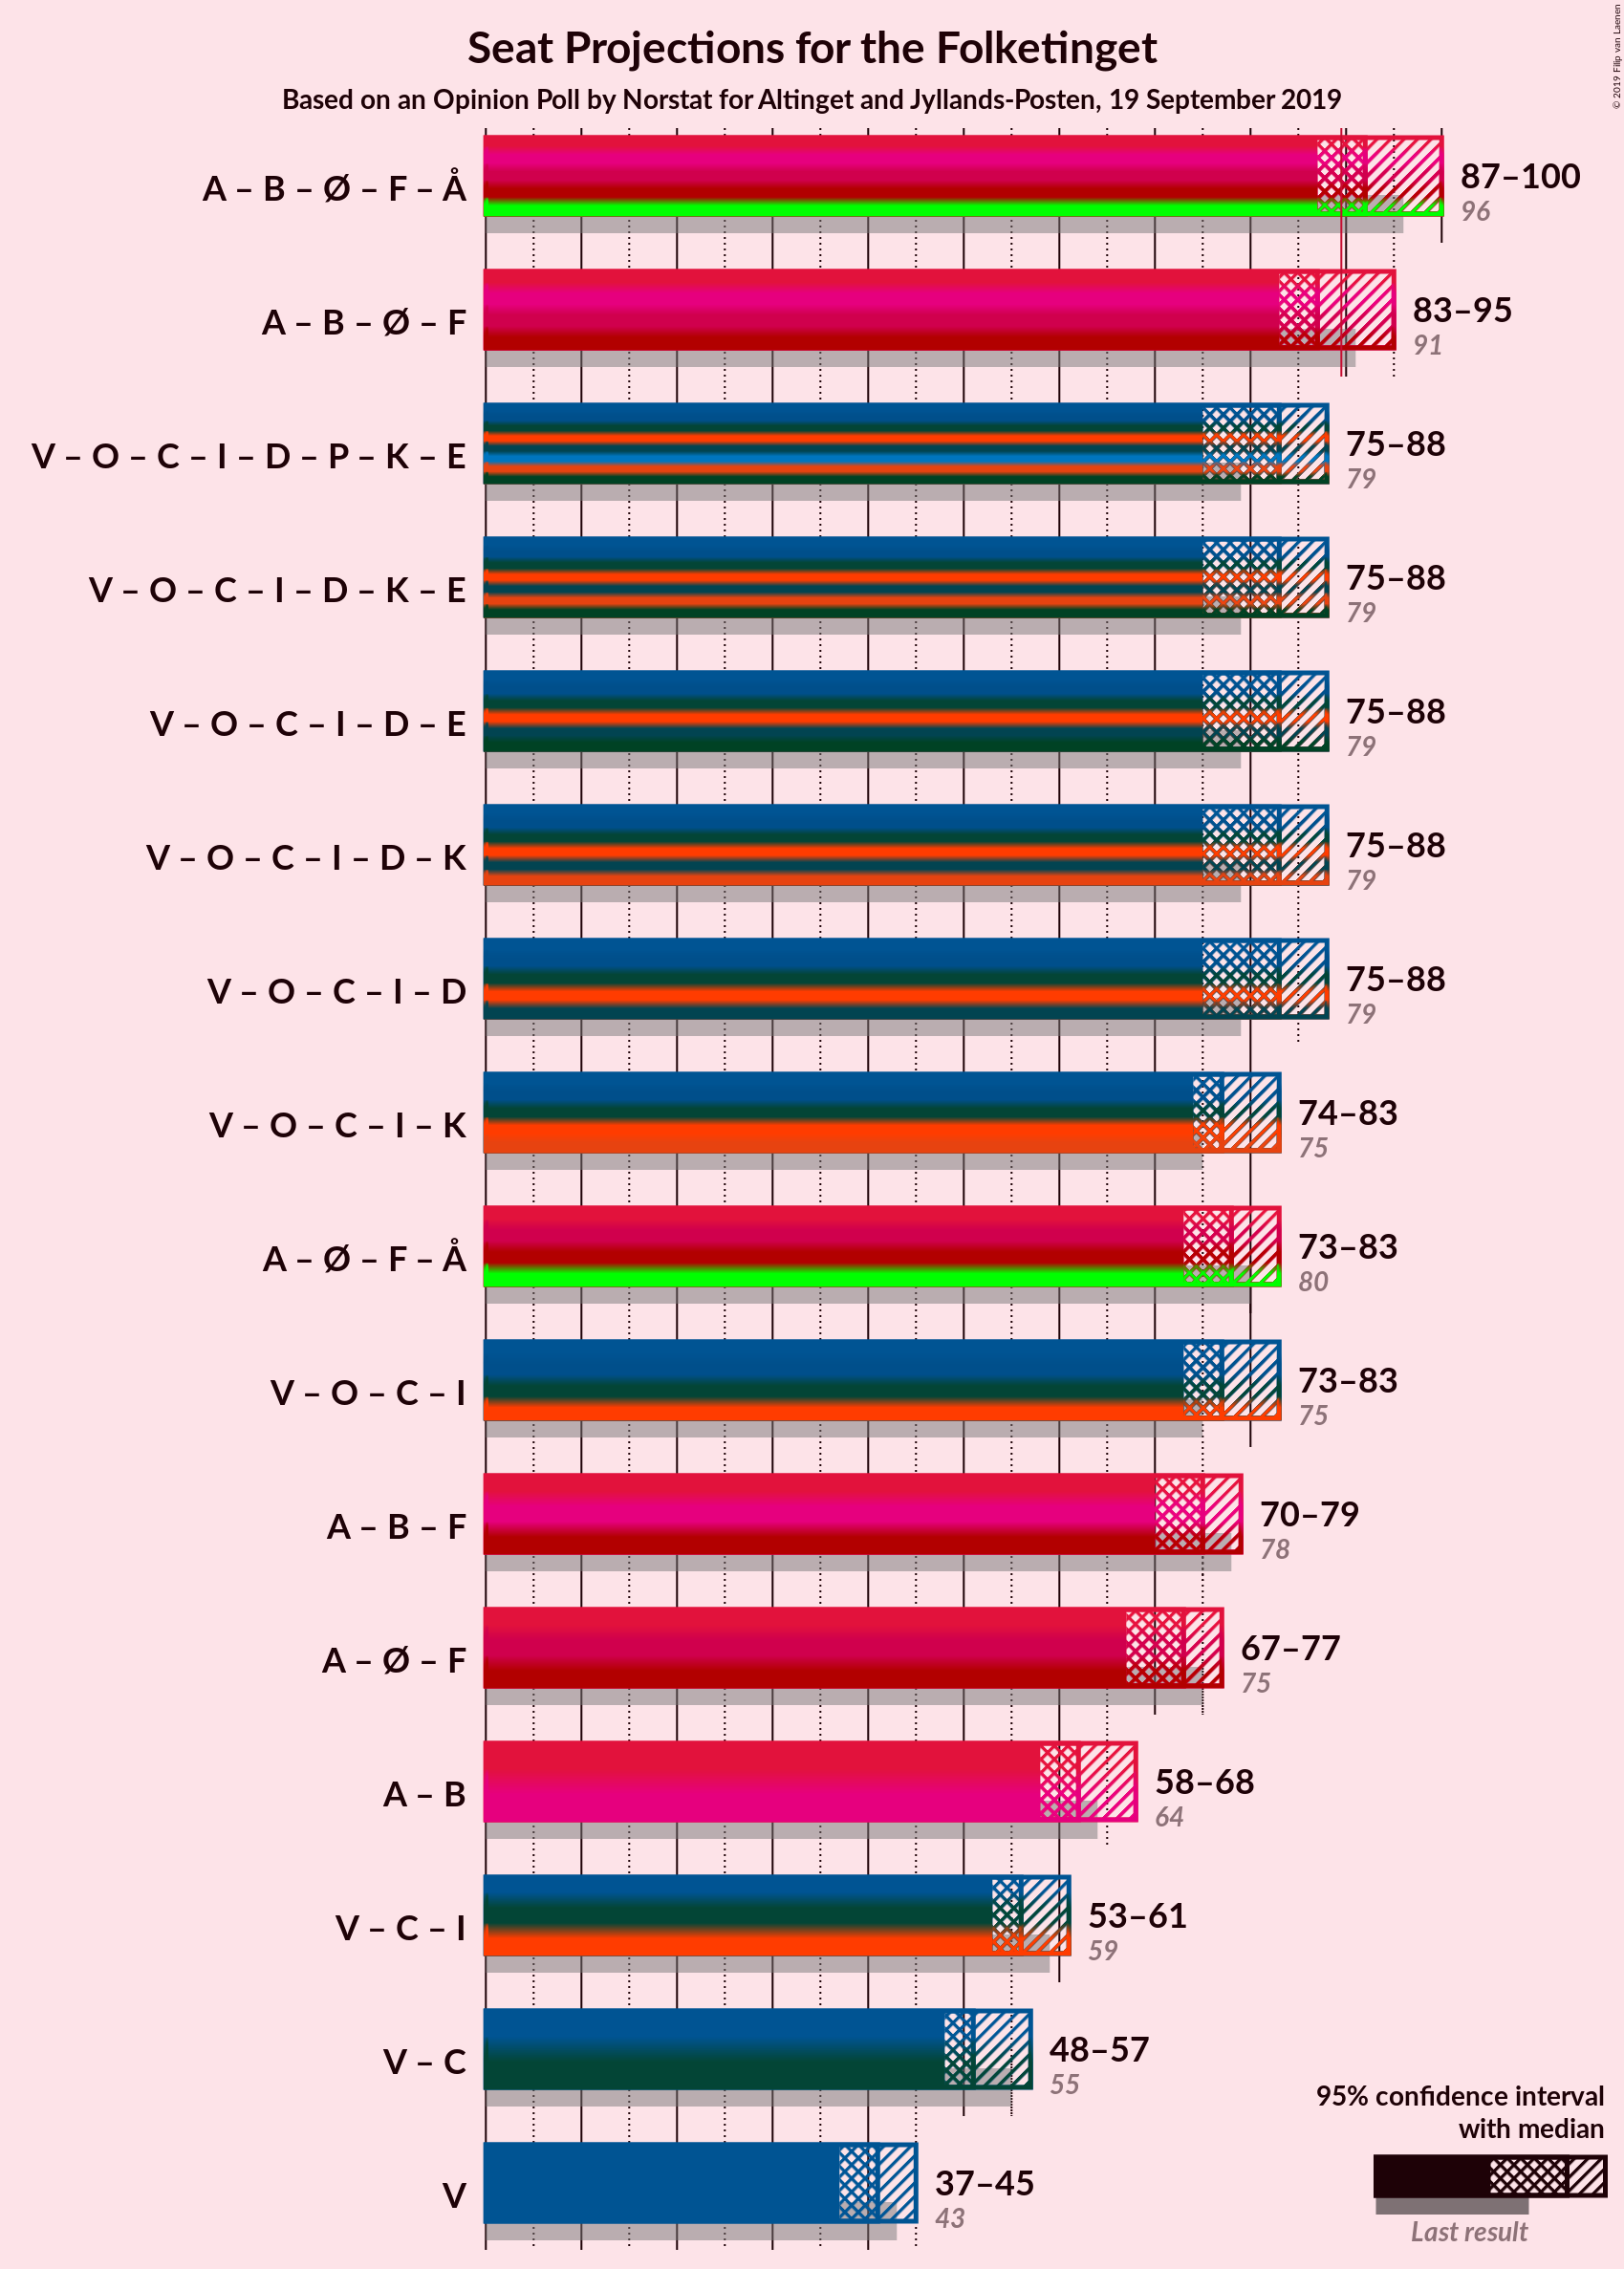 Seat Projections for the Folketinget
Based on an Opinion Poll by Norstat for Altinget and Jyllands-Posten, 19 September 2019
© 2019 Filip van Laenen
A – B – Ø – F – Å
87–100
96
A – B – Ø – F
83–95
91
V – O – C – I – D – P – K – E
75–88
79
V – O – C – I – D – K – E
75–88
79
V – O – C – I – D – E
75–88
79
V – O – C – I – D – K
75–88
79
V – O – C – I – D
75–88
79
V – O – C – I – K
74–83
75
A – Ø – F – Å
73–83
80
V – O – C – I
73–83
75
A – B – F
70–79
78
A – Ø – F
67–77
75
A – B
58–68
64
V – C – I
53–61
59
V – C
48–57
55
V
37–45
43
95% confidence interval
with median
Last result